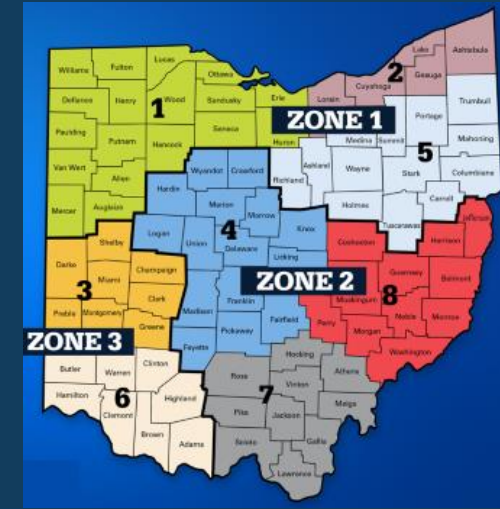 Lake
Ashtabula
Williams
Fulton
Lucas
Ottawa
2
Geauga
Cuyahoga
Defiance
Henry
Wood
Sandusky
Erie
Lorain
Trumbull
1
ZONE 1
Portage
Paulding
Seneca
Huron
Medina
Summit
Mahoning
Putnam
Hancock
5
Van Wert
Wyandot
Crawford
Ashland
Wayne
Stark
Columbiana
Allen
Richland
Hardin
Carroll
Mercer
Auglaize
Marion
Morrow
Holmes
Tuscarawas
Jefferson
Logan
4
Knox
Shelby
Union
Delaware
Coshocton
Harrison
Darke
Licking
Champaign
Guernsey
Belmont
Miami
ZONE 2
3
Clark
Franklin
Muskingum
8
Preble
Montgomery
Madison
Noble
Monroe
Greene
Pickaway
Fairfield
Perry
Morgan
ZONE 3
Fayette
Washington
Butler
Warren
Clinton
Hocking
Ross
Athens
Hamilton
6
Highland
7
Vinton
Clermont
Pike
Jackson
Meigs
Brown
Adams
Scioto
Gallia
Lawrence